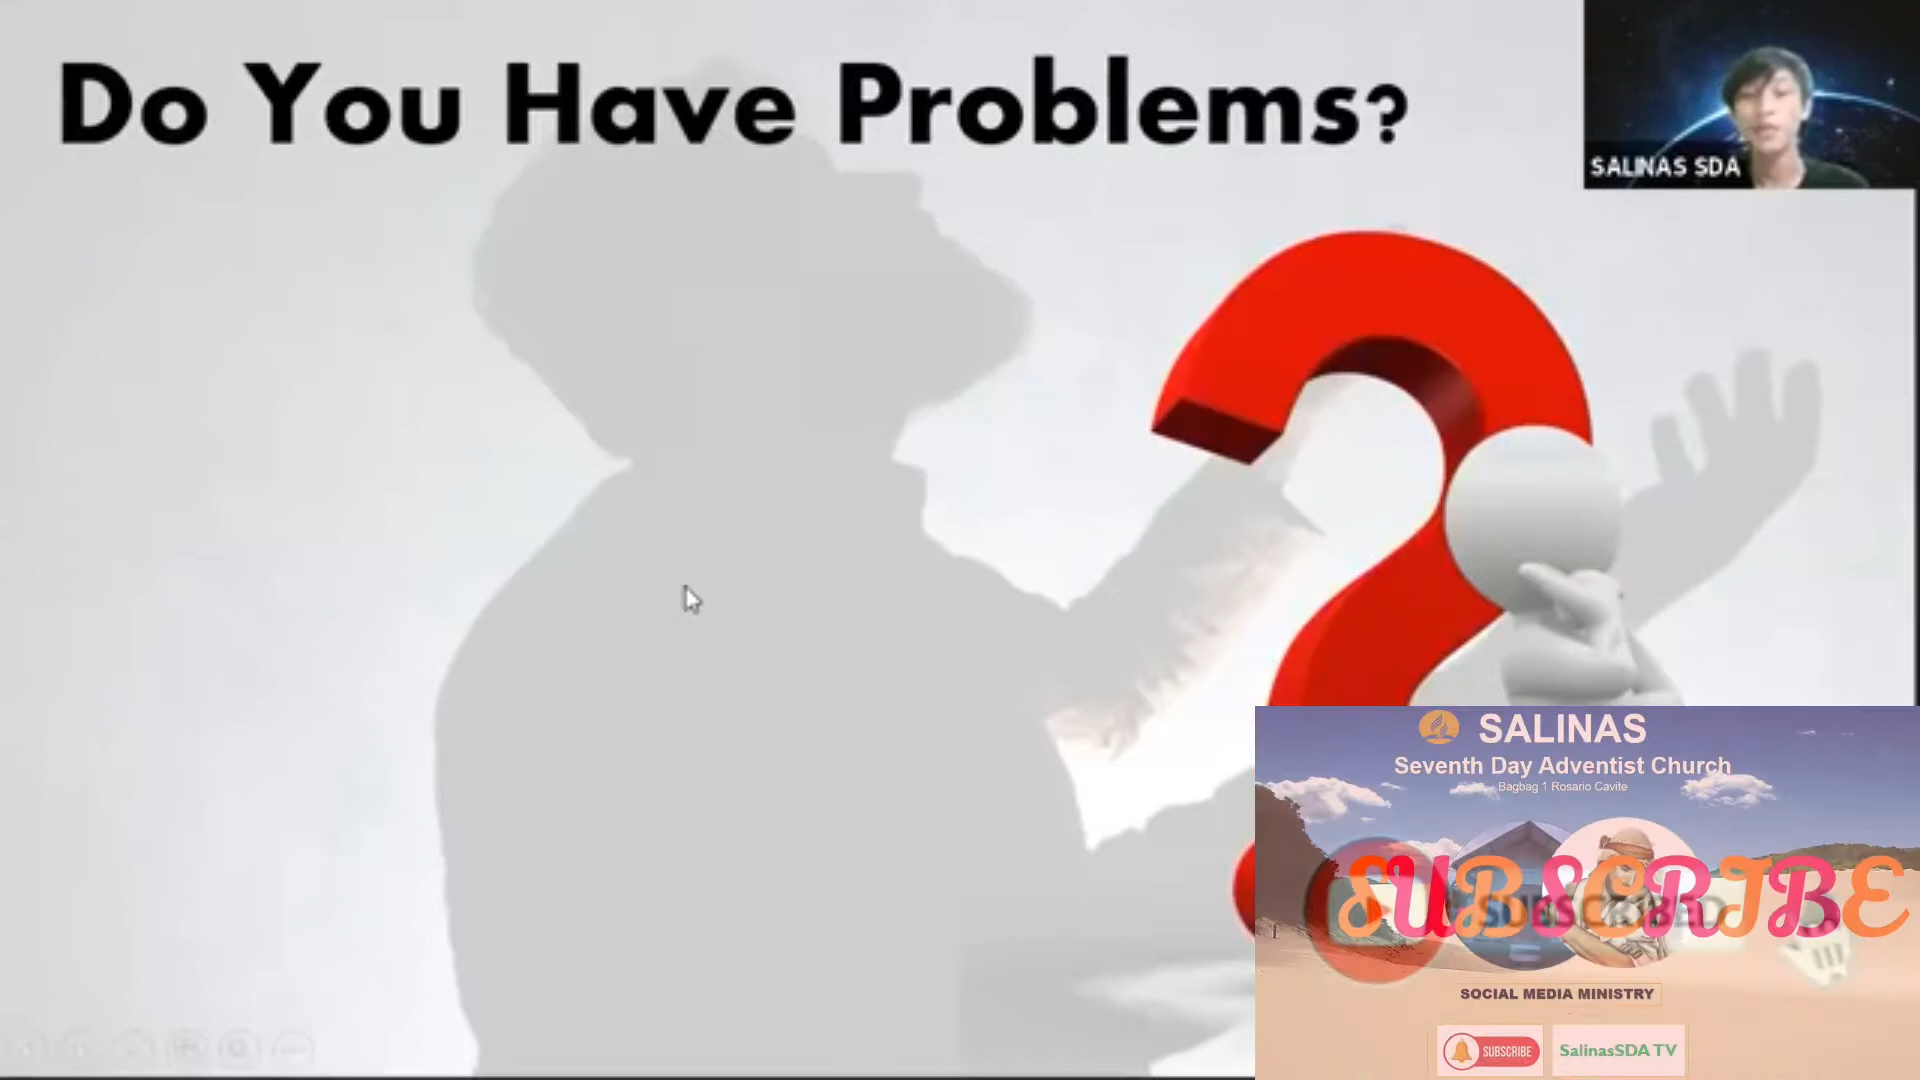 Do You Have Problems?
SALINAS SDA
SALINAS
Seventh Day Adventist Church
Bagbag 1 Rosario Cavite
SUBSCRIBE
SUBSCRIBED
SOCIAL MEDIA MINISTRY
SUBSCRIBE
SalinasSDA TV